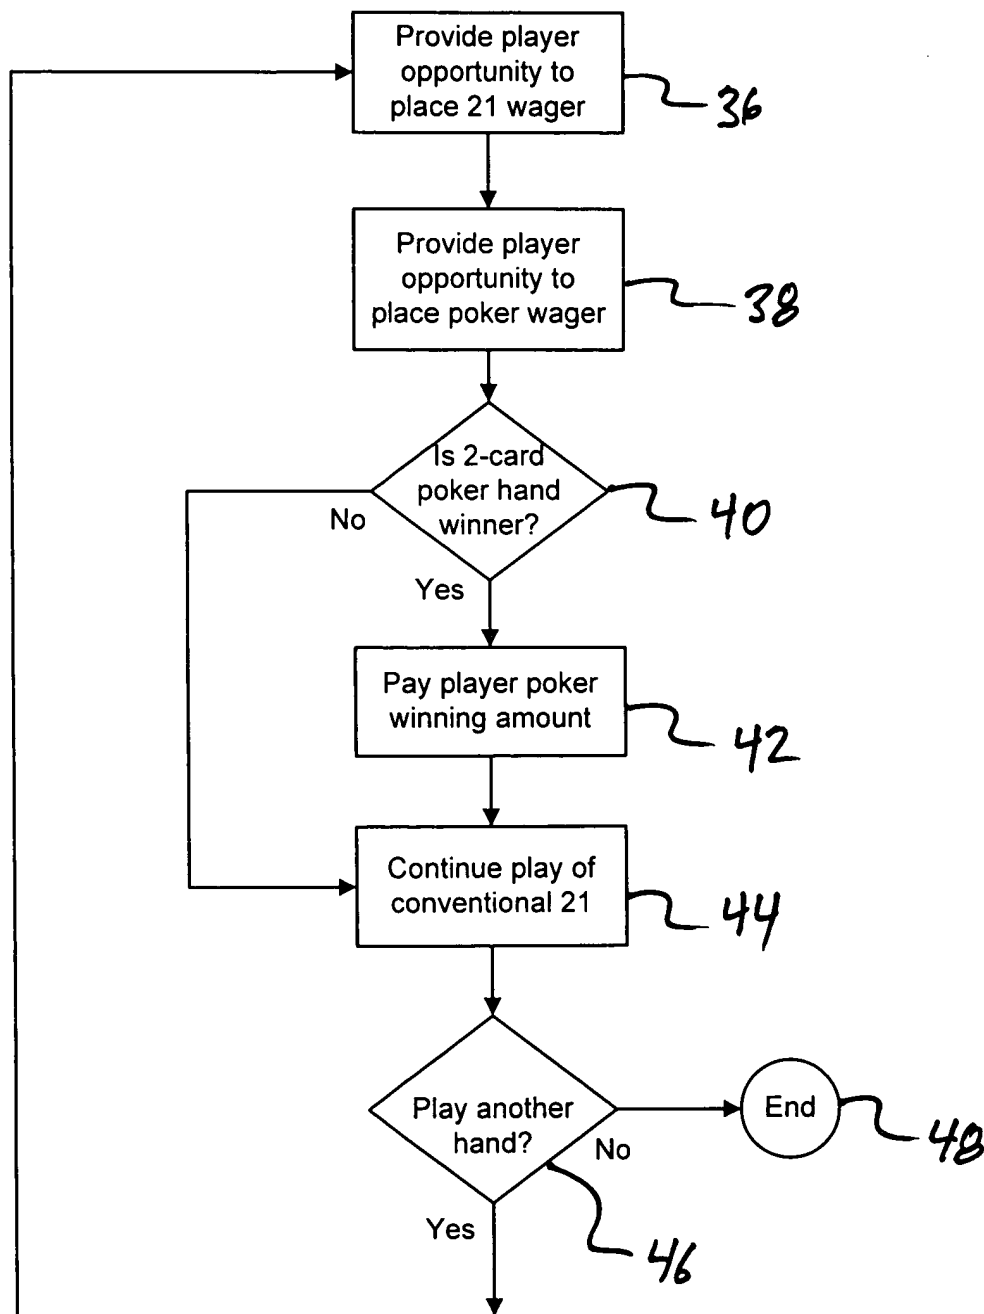 Provide player
opportunity to
place 21 wager
36
Provide player
opportunity to
place poker wager
38
Is 2-card
poker hand
winner?
40
No
Yes
Pay player poker
winning amount
42
Continue play of
conventional 21
44
Play another
hand?
No
End
48
Yes
46